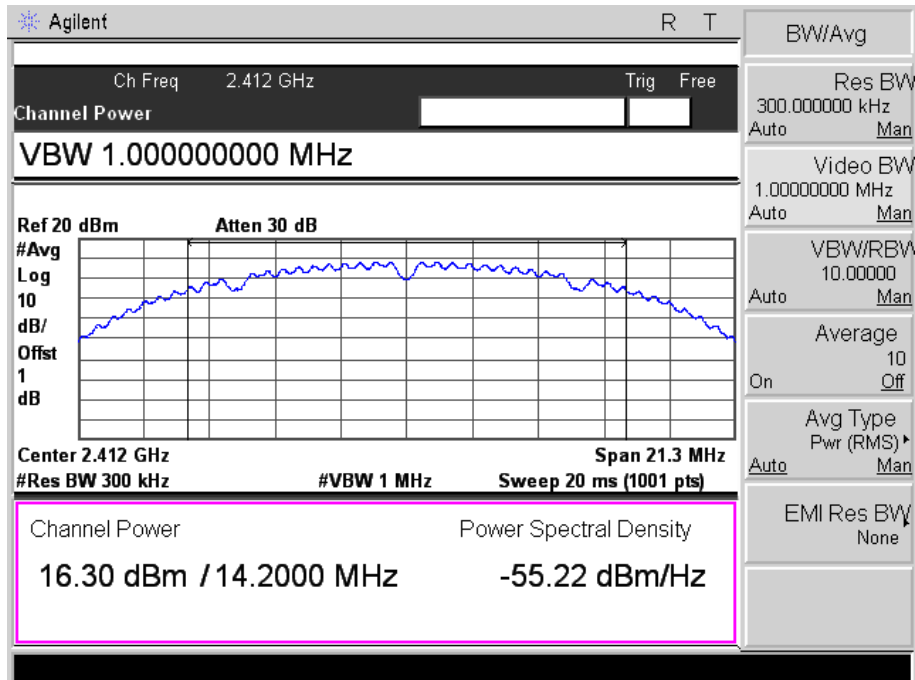 Agilent
R T
Ch Freq 2.412 GHz Trig Free
Channel Power
VBW 1.000000000 MHz
Ref 20 dBm Atten 30 dB
#Avg
Log
10
dB/
Offst
1
dB
Center 2.412 GHz Span 21.3 MHz
#Res BW 300 kHz #VBW 1 MHz Sweep 20 ms (1001 pts)
Channel Power Power Spectral Density
16.30 dBm / 14.2000 MHz -55.22 dBm/Hz
BW/Avg
Res BW
300.000000 kHz
Auto Man
Video BW
1.00000000 MHz
Auto Man
VBW/RBW
10.00000
Auto Man
Average
10
On Off
Avg Type
Pwr (RMS)
Auto Man
EMI Res BW
None